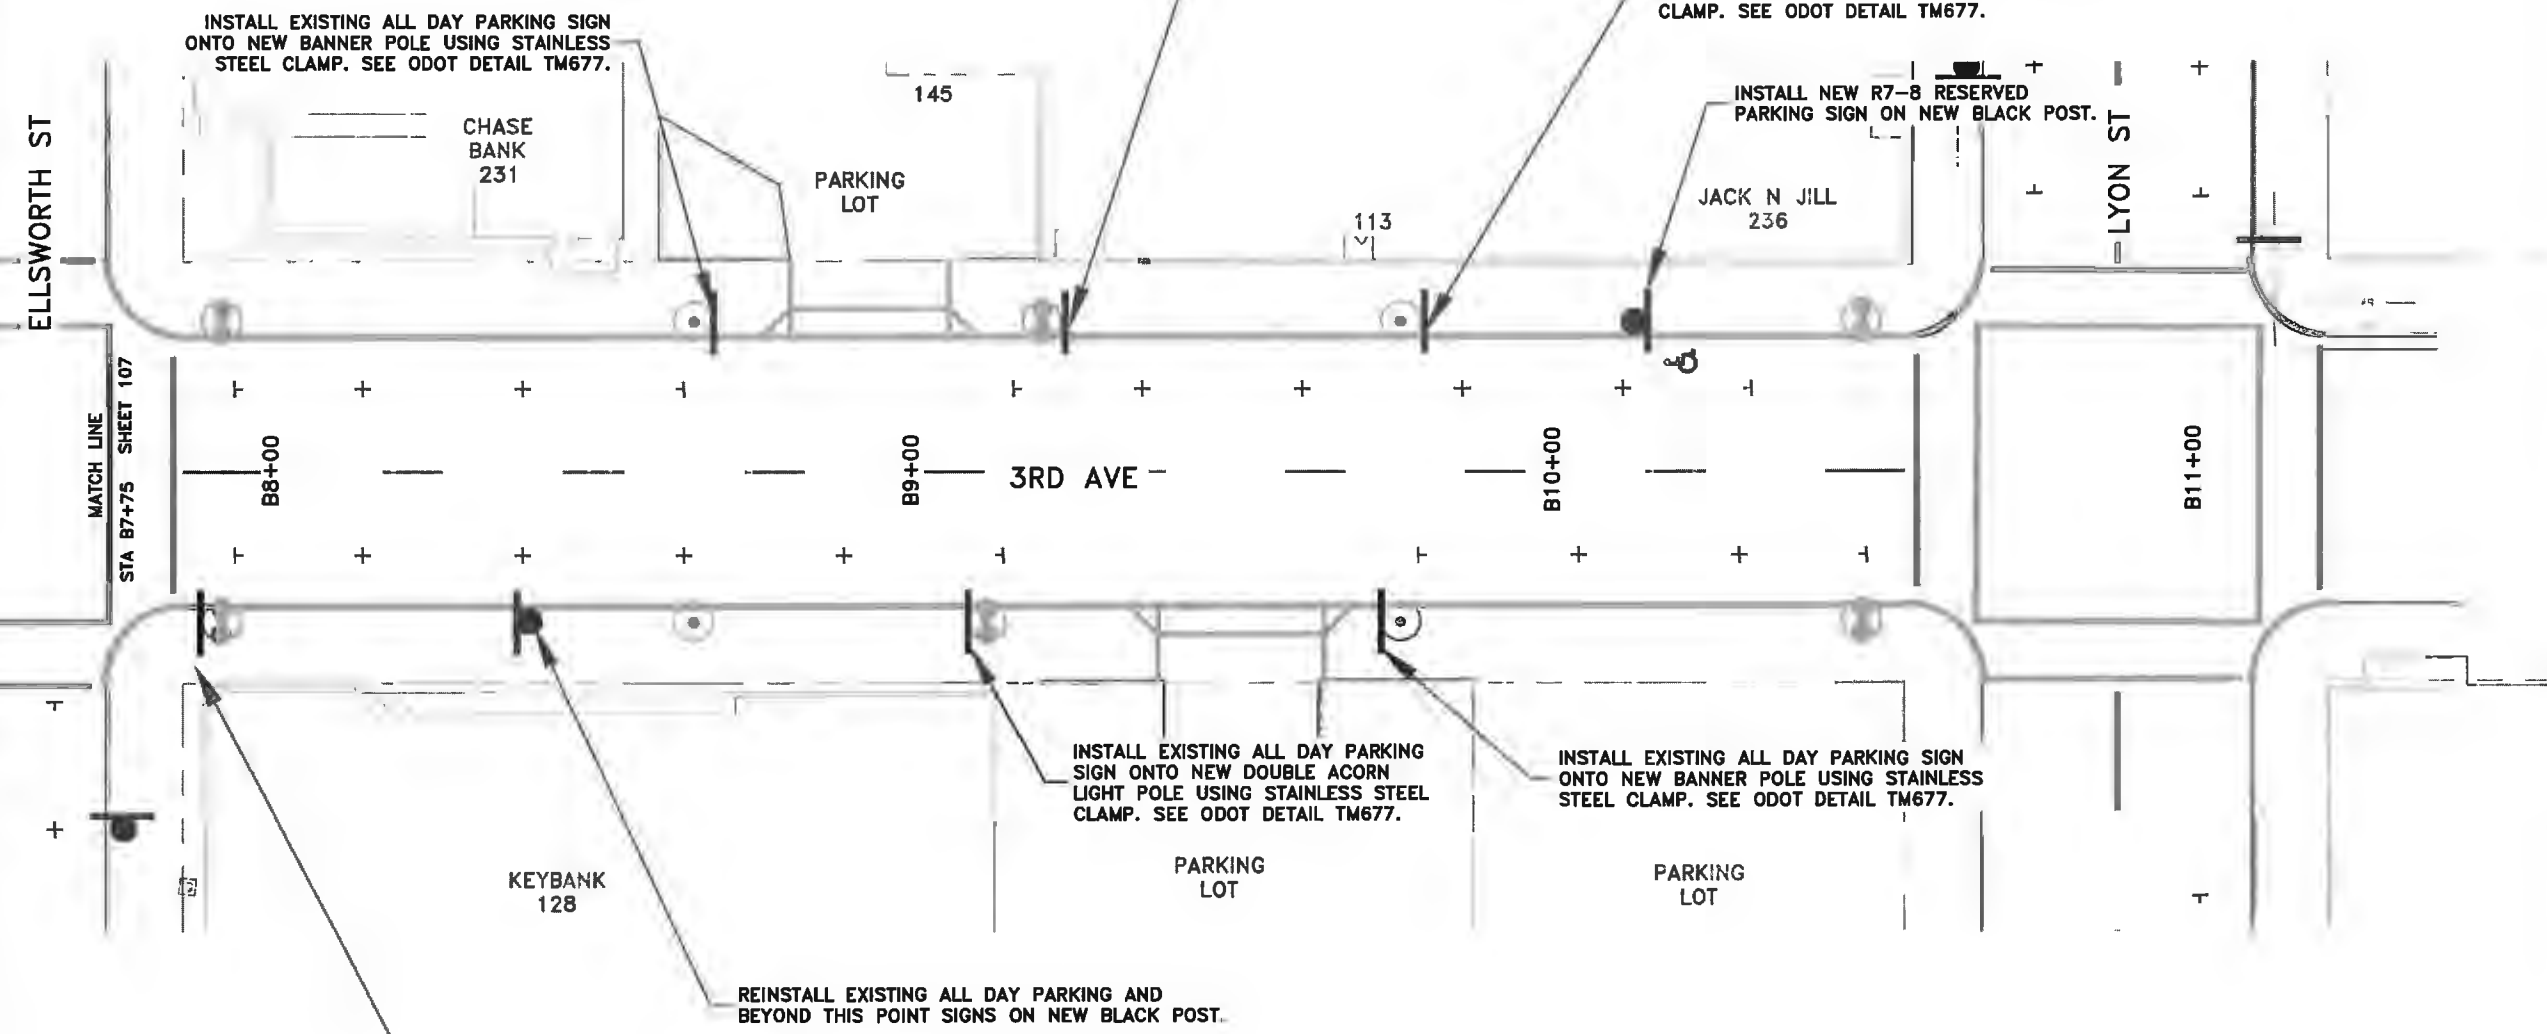 INSTALL EXISTING ALL DAY PARKING SIGN
ONTO NEW BANNER POLE USING STAINLESS
STEEL CLAMP. SEE ODOT DETAIL TM677.
CLAMP. SEE ODOT DETAIL TM677.
145
INSTALL NEW R7-8 RESERVED
PARKING SIGN ON NEW BLACK POST.
CHASE
BANK
231
PARKING
LOT
113
JACK N JILL
236
ELLSWORTH ST
LYON ST
MATCH LINE
STA B7+75 SHEET 107
B8+00
B9+00
3RD AVE
B10+00
B11+00
INSTALL EXISTING ALL DAY PARKING
SIGN ONTO NEW DOUBLE ACORN
LIGHT POLE USING STAINLESS STEEL
CLAMP. SEE ODOT DETAIL TM677.
INSTALL EXISTING ALL DAY PARKING SIGN
ONTO NEW BANNER POLE USING STAINLESS
STEEL CLAMP. SEE ODOT DETAIL TM677.
KEYBANK
128
PARKING
LOT
PARKING
LOT
REINSTALL EXISTING ALL DAY PARKING AND
BEYOND THIS POINT SIGNS ON NEW BLACK POST.